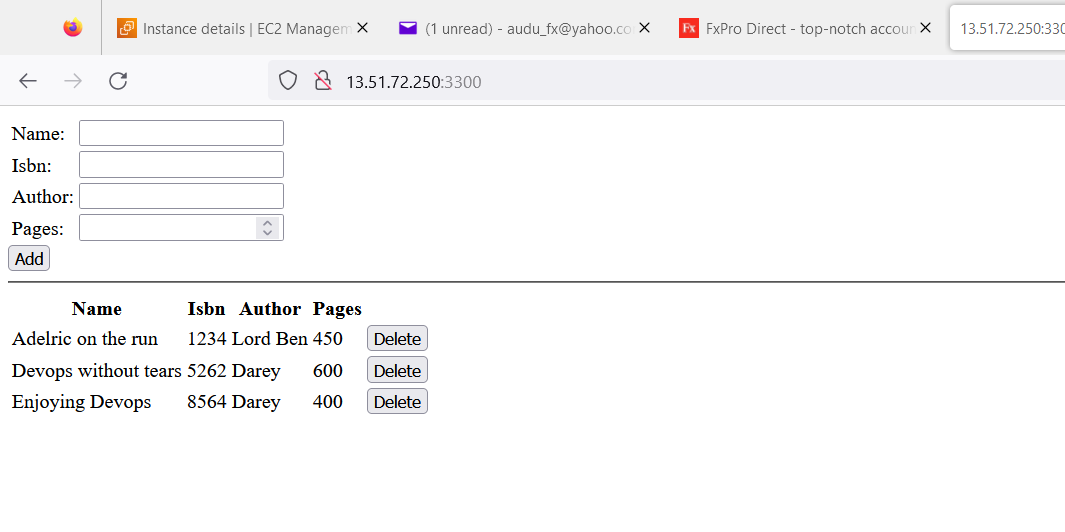 Instance details | EC2 Managem
(1 unread) - audu_fx@yahoo.co
Fx FxPro Direct - top-notch accoun
13.51.72.250:330
13.51.72.250:3300
Name:
Isbn:
Author:
Pages:
Add
Name Isbn Author Pages
Adelric on the run 1234 Lord Ben 450 Delete
Devops without tears 5262 Darey 600 Delete
Enjoying Devops 8564 Darey 400 Delete